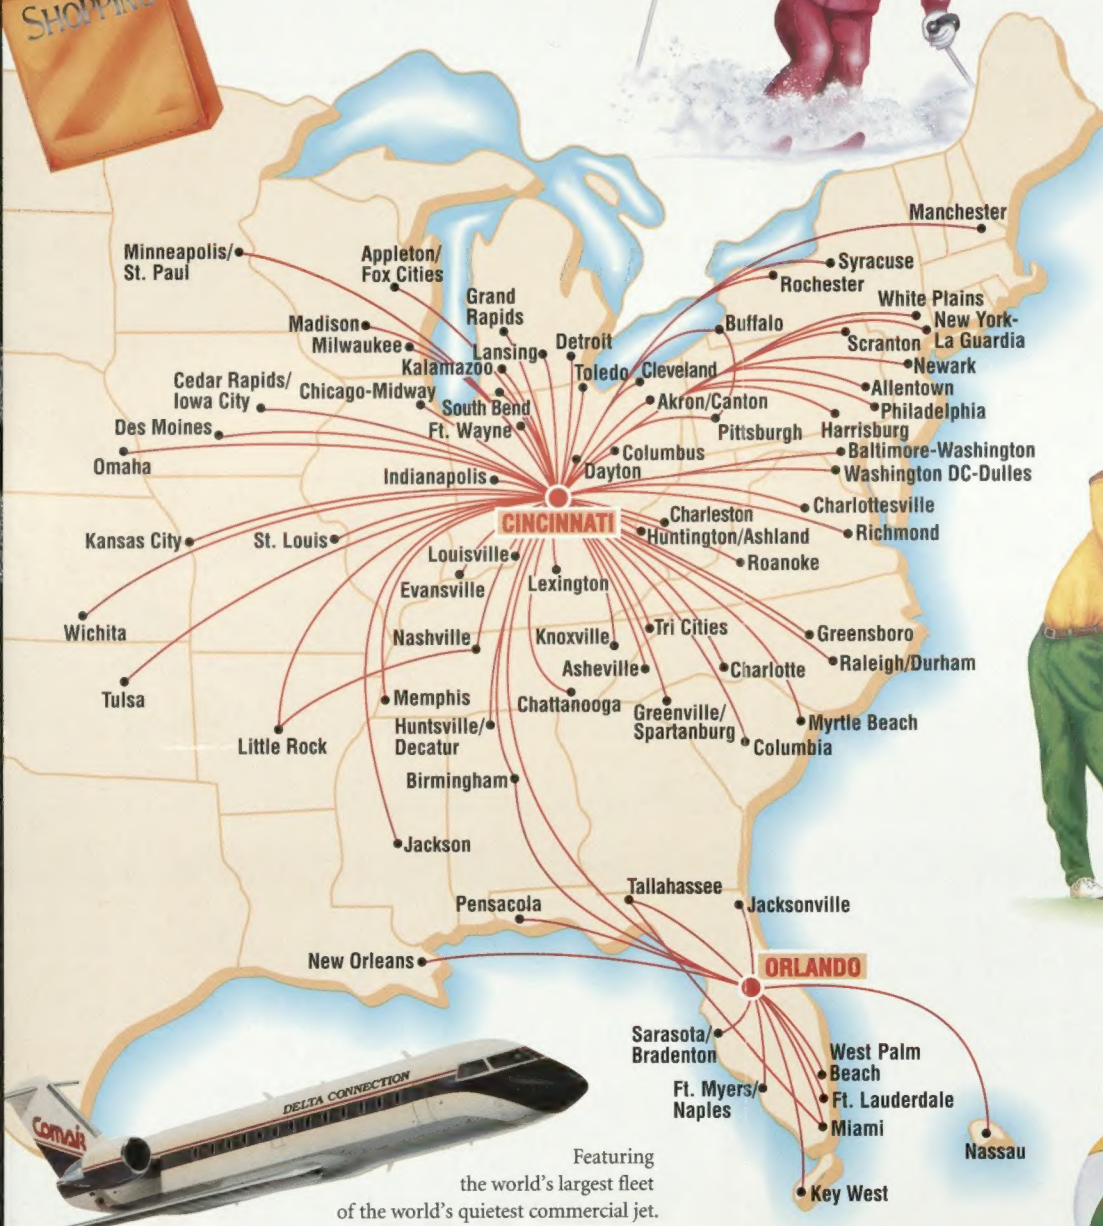 SHOPPING
Manchester
Minneapolis/
St. Paul
Appleton/
Fox Cities
Syracuse
Rochester
Grand
Rapids
White Plains
New York-
La Guardia
Madison
Milwaukee
Buffalo
Scranton
Lansing
Detroit
Kalamazoo
Toledo
Cleveland
Newark
Cedar Rapids/
Iowa City
Chicago-Midway
South Bend
Allentown
Akron/Canton
Philadelphia
Des Moines
Ft. Wayne
Pittsburgh
Harrisburg
Omaha
Columbus
Baltimore-Washington
Indianapolis
Dayton
Washington DC-Dulles
CINCINNATI
Charleston
Charlottesville
Kansas City
St. Louis
Huntington/Ashland
Richmond
Louisville
Roanoke
Evansville
Lexington
Wichita
Nashville
Knoxville
Tri Cities
Greensboro
Asheville
Charlotte
Raleigh/Durham
Tulsa
Memphis
Chattanooga
Greenville/
Spartanburg
Huntsville/
Decatur
Myrtle Beach
Little Rock
Columbia
Birmingham
Jackson
Tallahassee
Pensacola
Jacksonville
New Orleans
ORLANDO
Sarasota/
Bradenton
West Palm
Beach
Ft. Myers/
Naples
Ft. Lauderdale
Miami
Nassau
Key West
DELTA CONNECTION
Comair
Featuring
the world's largest fleet
of the world's quietest commercial jet.